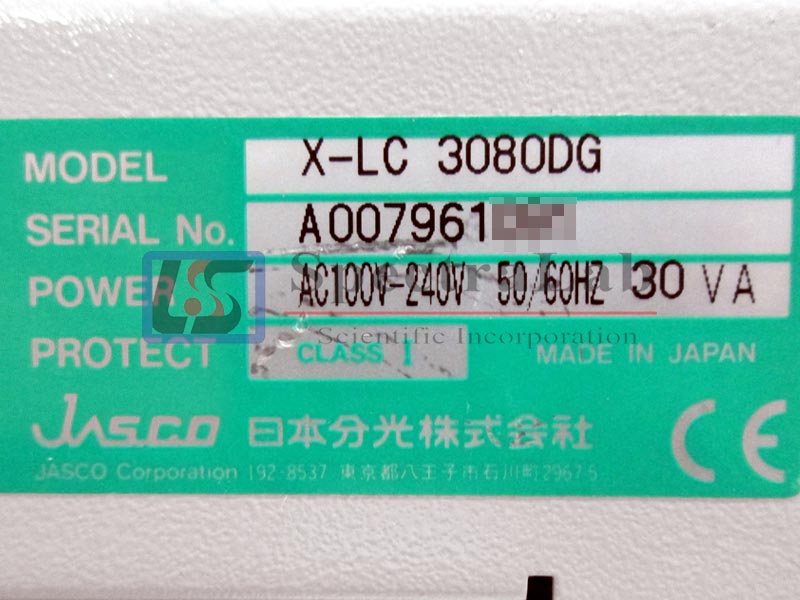 MODEL X-LC 3080DG
SERIAL No. A007961
POWER AC100V-240V 50/60HZ 30 VA
SpectraLab
Scientific Incorporation
PROTECT CLASS I MADE IN JAPAN
JASCO 日本分光株式会社
JASCO Corporation 192-8537 東京都八王子市石川町2967-5
CE